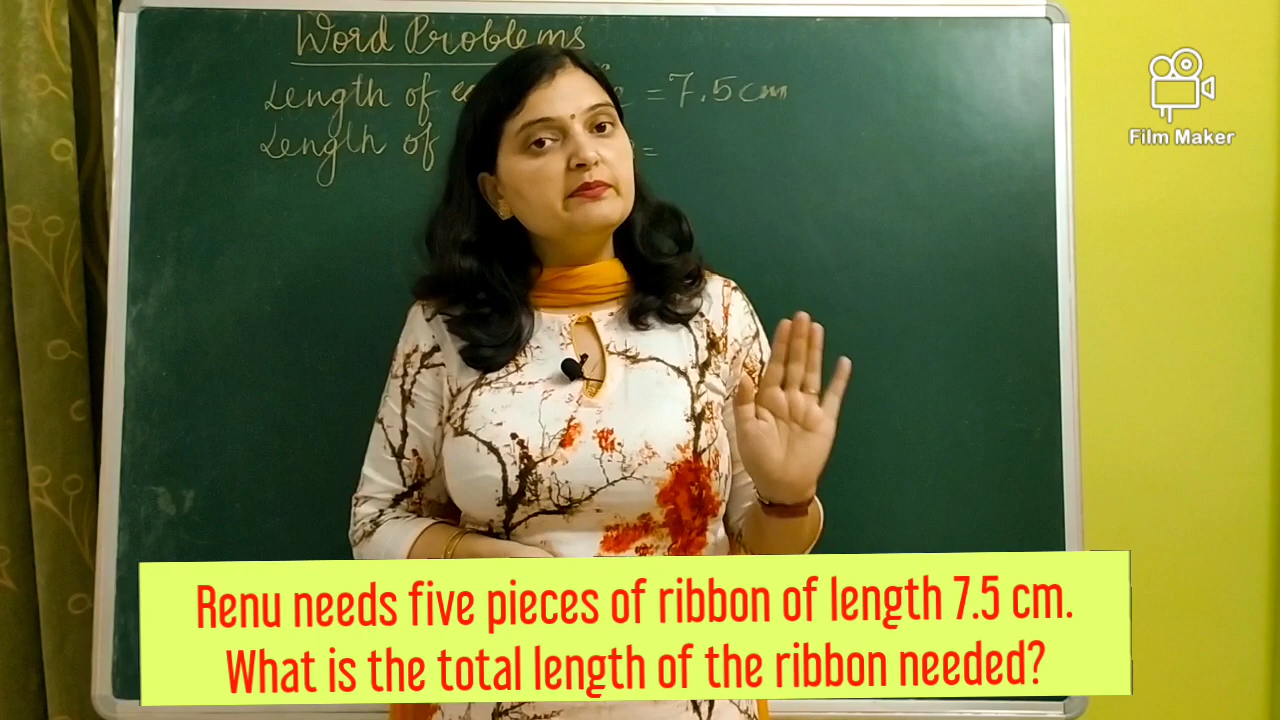 Word Problems
Length of = 7.5 cm
Length of =
Film Maker
Renu needs five pieces of ribbon of length 7.5 cm.
What is the total length of the ribbon needed?